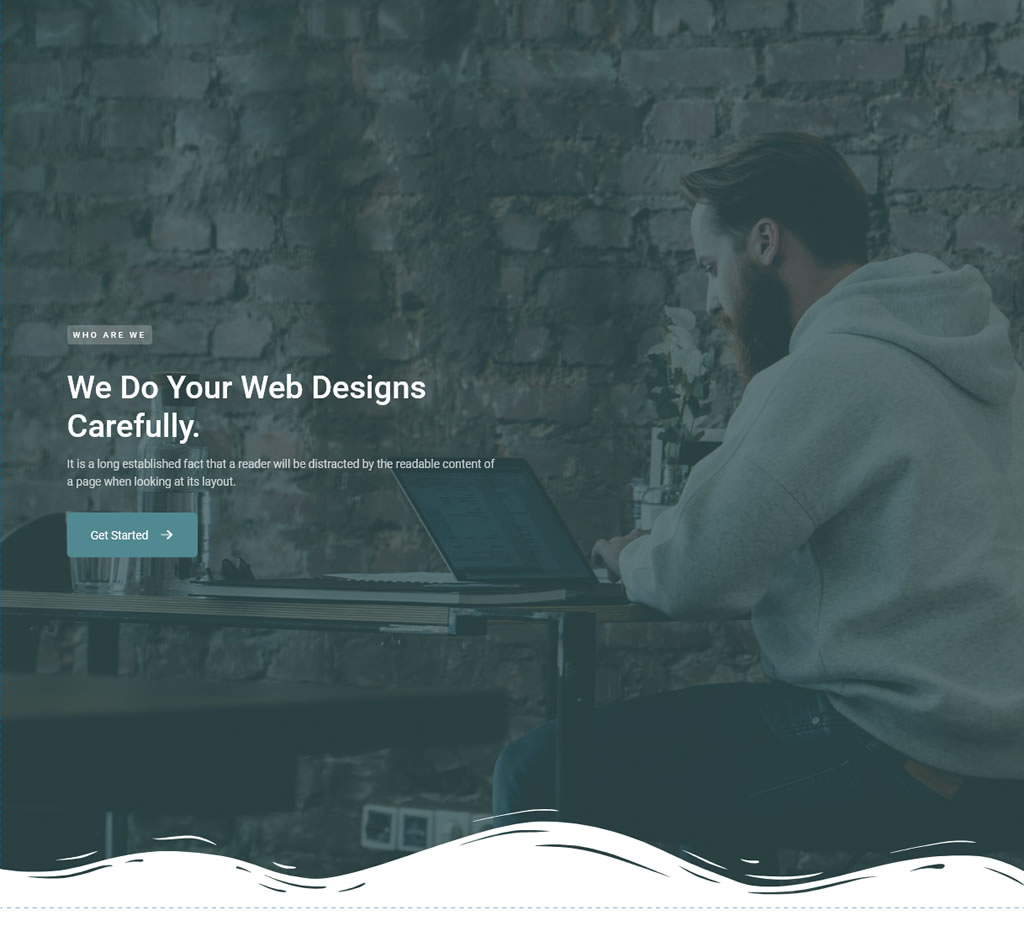 WHO ARE WE
We Do Your Web Designs
Carefully.
It is a long established fact that a reader will be distracted by the readable content of
a page when looking at its layout.
Get Started